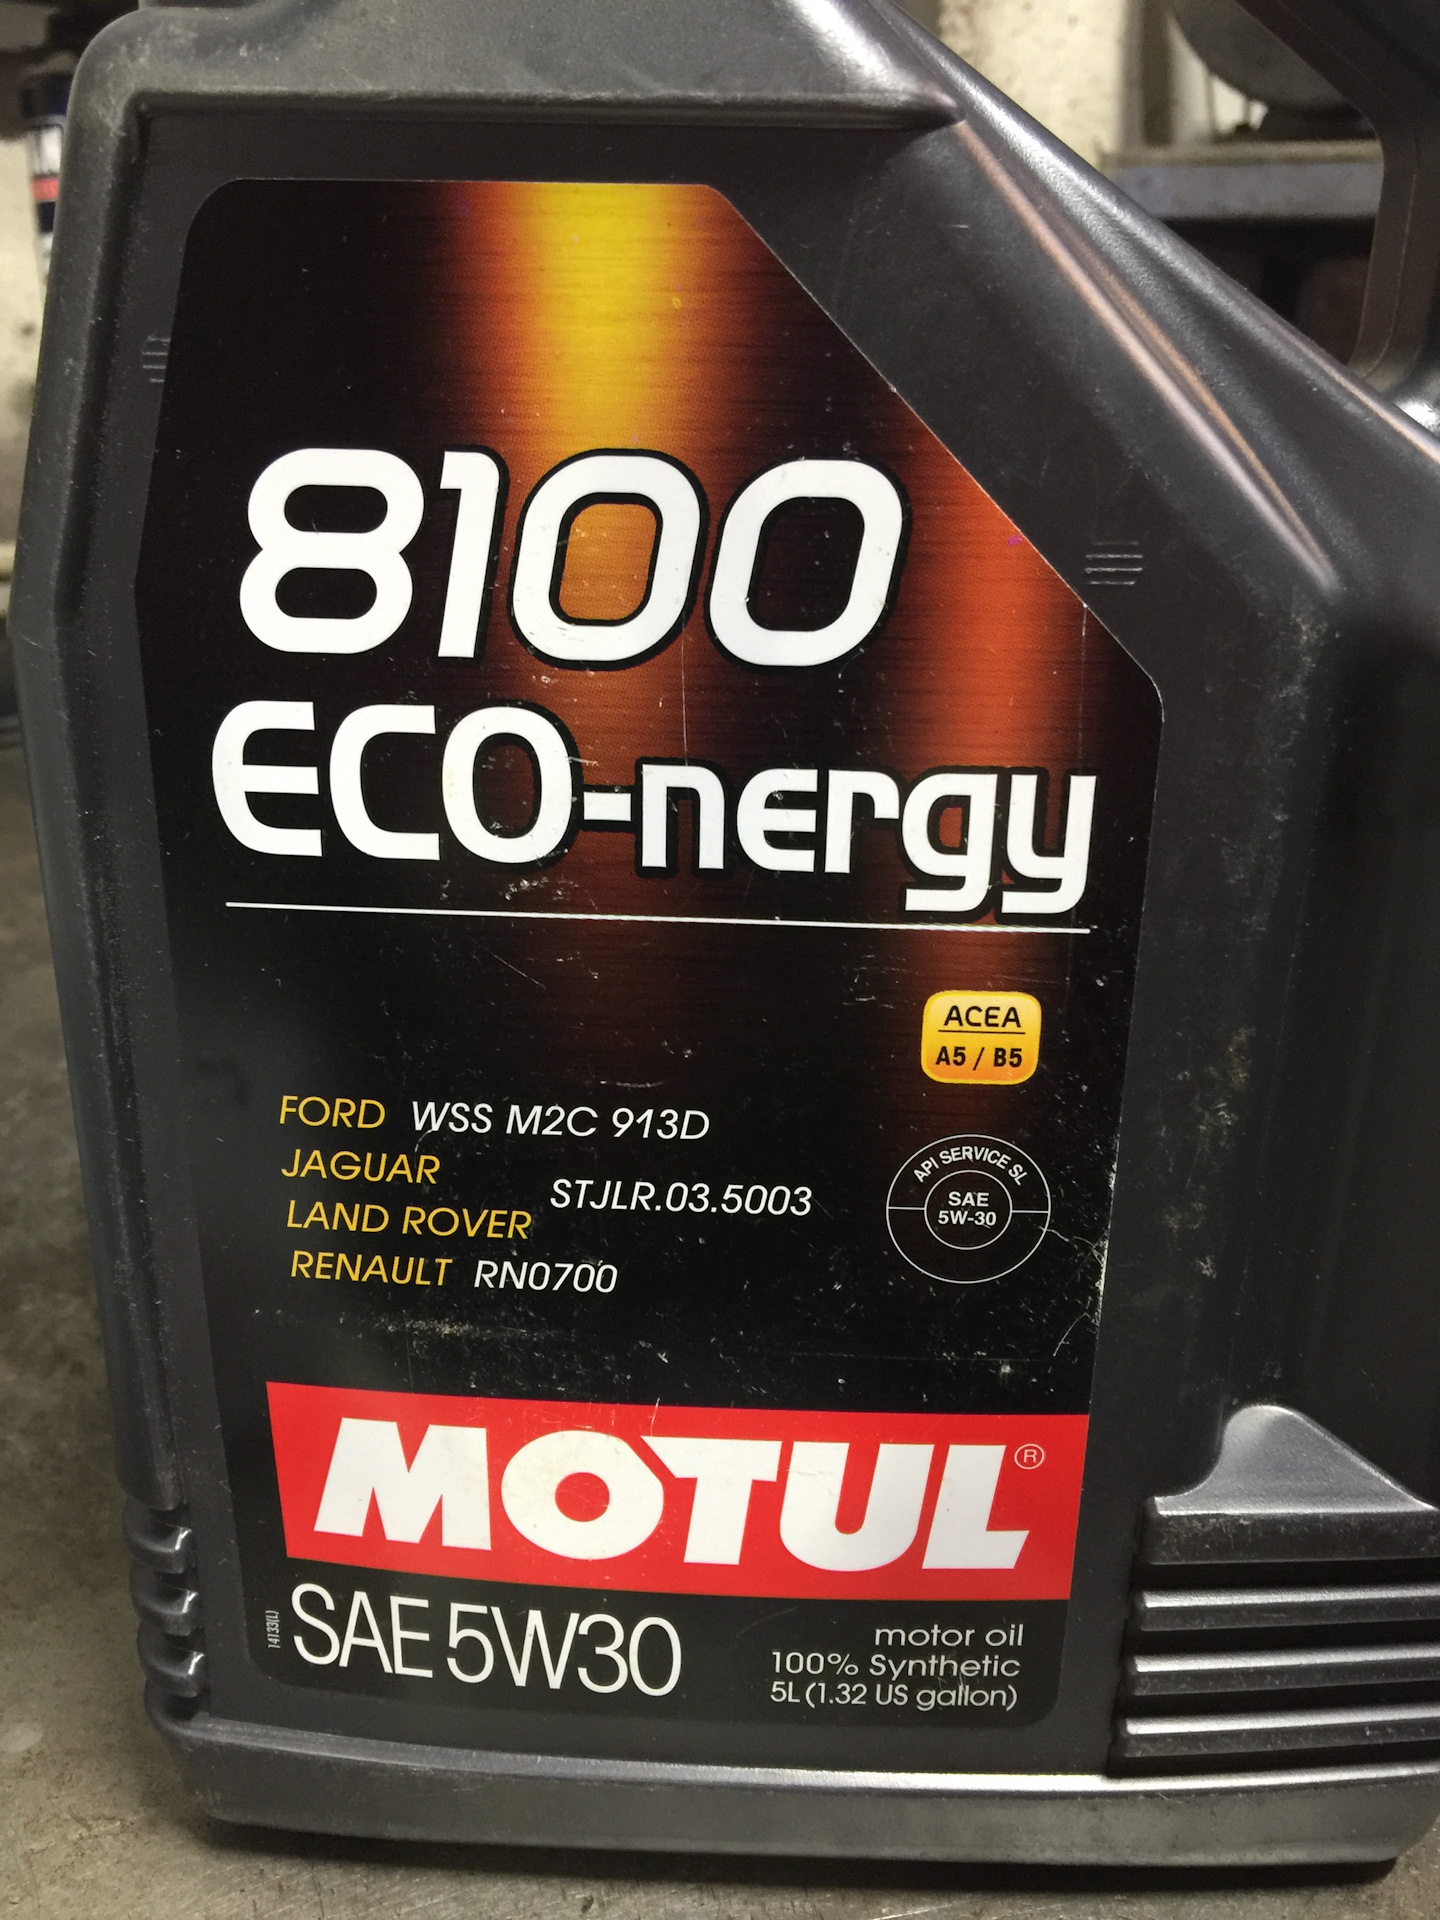 8100
ECO-nergy
ACEA
A5 / B5
FORD WSS M2C 913D
JAGUAR
LAND ROVER
STJLR.03.5003
RENAULT RN0700
API SERVICE SL
SAE
5W-30
MOTUL®
SAE 5W30
motor oil
100% Synthetic
5L (1.32 US gallon)
14133(L)